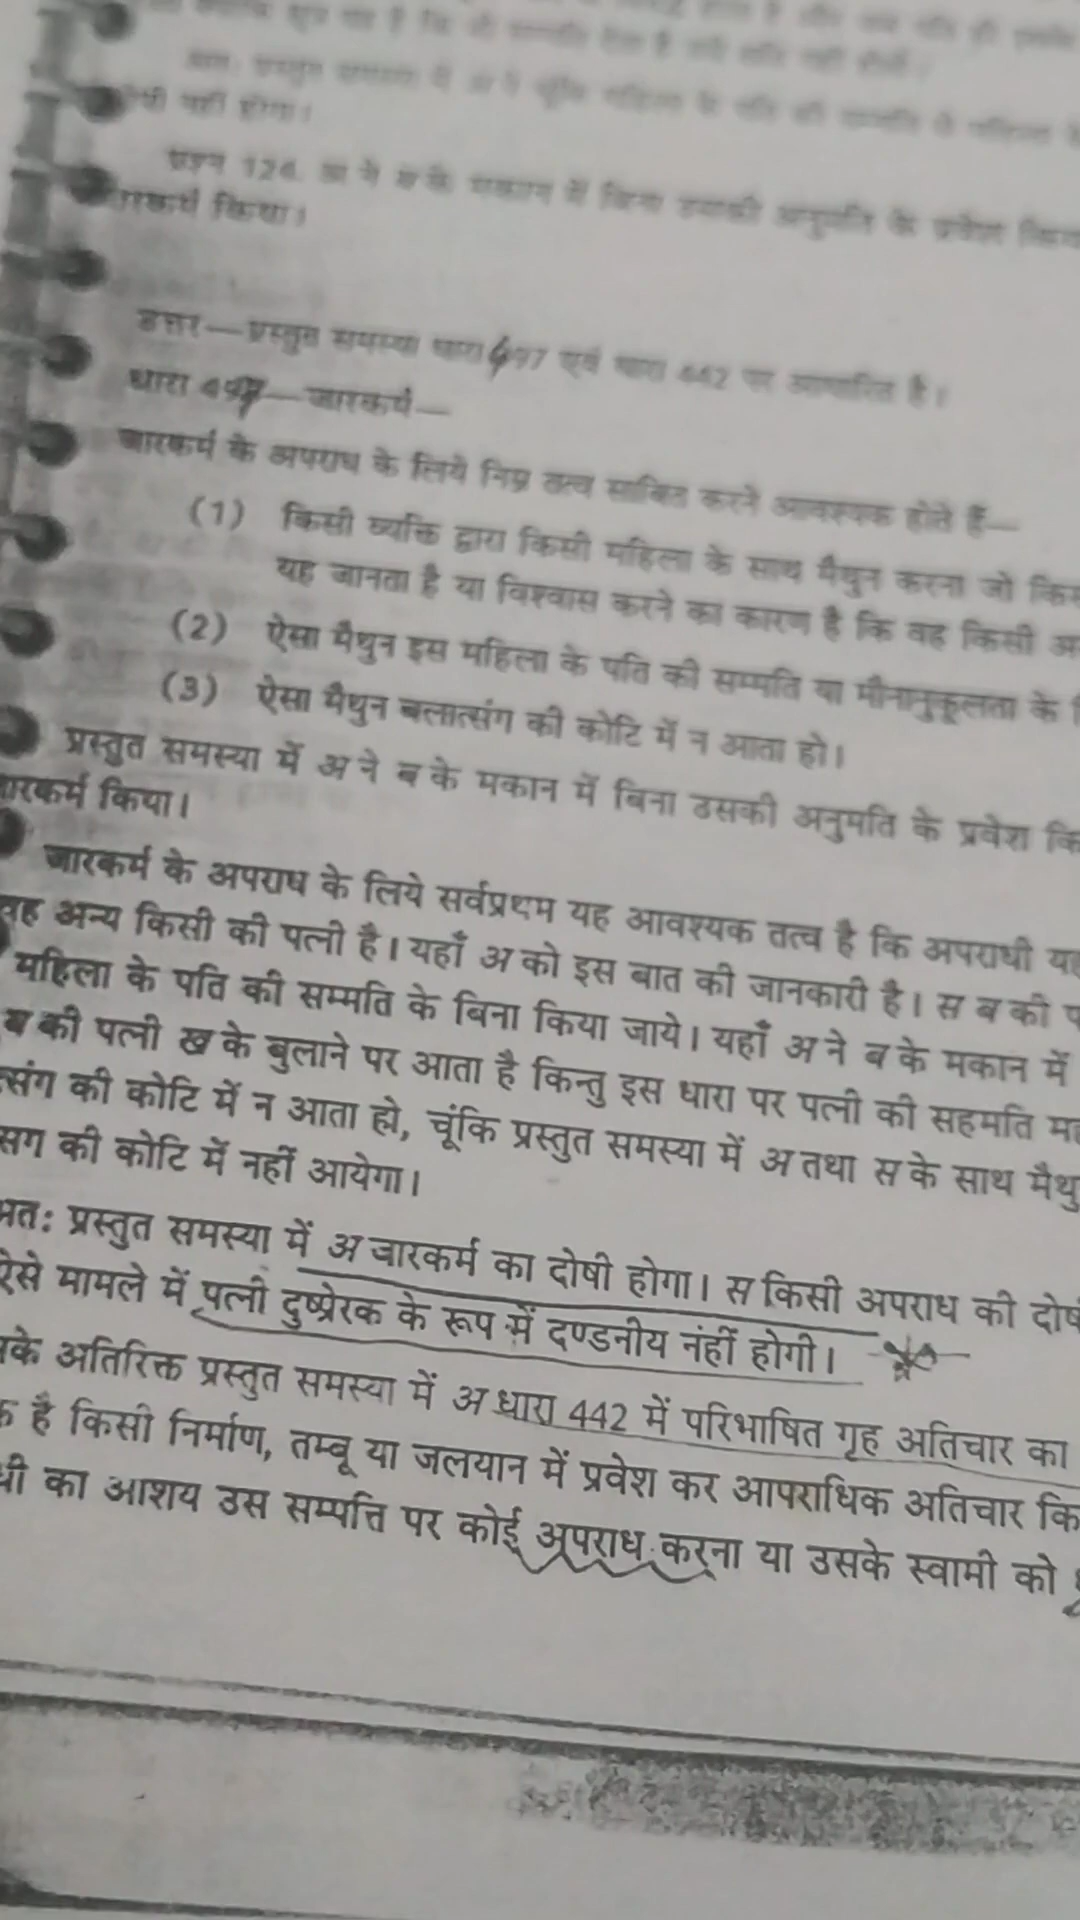 प्रश्न 124. अ ने ब के मकान में बिना उसकी अनुमति के प्रवेश
किया।
उत्तर—प्रस्तुत समस्या धारा 497 एवं धारा 442 पर आधारित है।
धारा 497—जारकर्म—
जारकर्म के अपराध के लिये निम्न तत्व साबित करने आवश्यक होते हैं—
(1) किसी व्यक्ति द्वारा किसी महिला के साथ मैथुन करना जो
यह जानता है या विश्वास करने का कारण है कि वह किसी
(2) ऐसा मैथुन इस महिला के पति की सम्मति या मौनानुकूलता के
(3) ऐसा मैथुन बलात्संग की कोटि में न आता हो।
प्रस्तुत समस्या में अ ने ब के मकान में बिना उसकी अनुमति के प्रवेश कि
ारकर्म किया।
जारकर्म के अपराध के लिये सर्वप्रथम यह आवश्यक तत्व है कि अपराधी यह
वह अन्य किसी की पत्नी है। यहाँ अ को इस बात की जानकारी है। स ब की प
महिला के पति की सम्मति के बिना किया जाये। यहाँ अ ने ब के मकान में
ब की पत्नी ख के बुलाने पर आता है किन्तु इस धारा पर पत्नी की सहमति मह
त्संग की कोटि में न आता हो, चूंकि प्रस्तुत समस्या में अ तथा स के साथ मैथु
सग की कोटि में नहीं आयेगा।
अत: प्रस्तुत समस्या में अ जारकर्म का दोषी होगा। स किसी अपराध की दोष
ऐसे मामले में पत्नी दुष्प्रेरक के रूप में दण्डनीय नंहीं होगी।
के अतिरिक्त प्रस्तुत समस्या में अ धारा 442 में परिभाषित गृह अतिचार का
है किसी निर्माण, तम्बू या जलयान में प्रवेश कर आपराधिक अतिचार कि
धी का आशय उस सम्पत्ति पर कोई अपराध करना या उसके स्वामी को